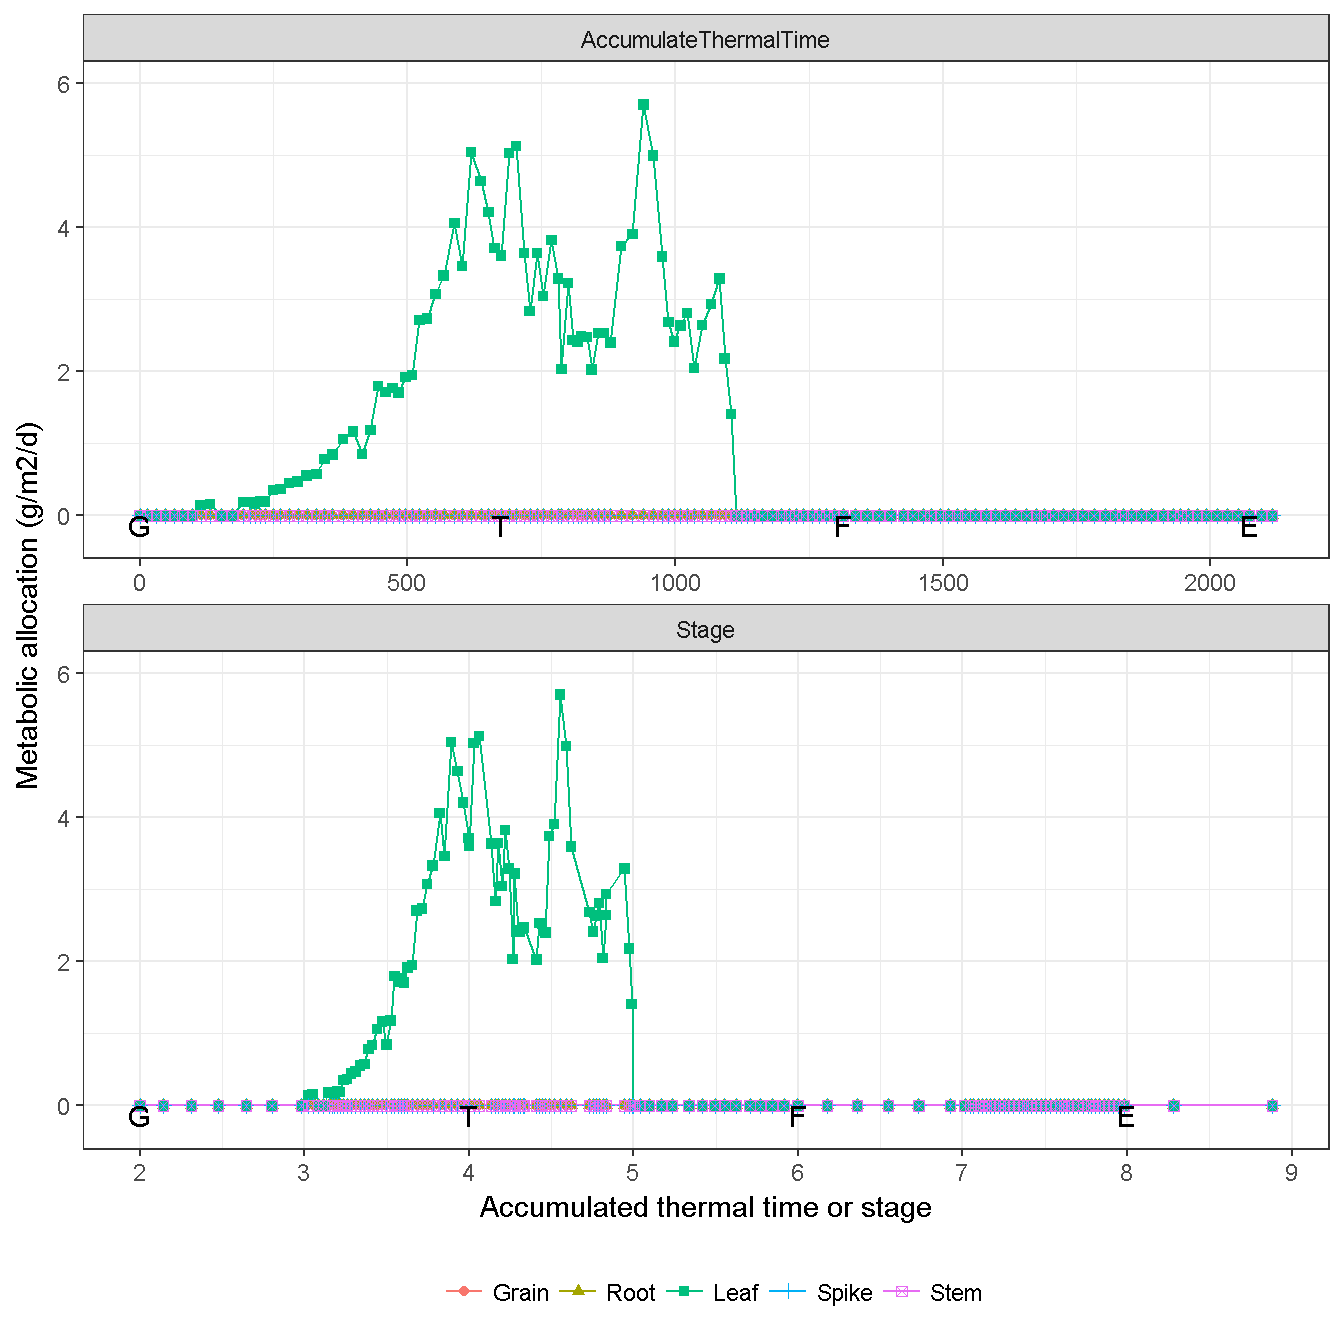 AccumulateThermalTime
6
4
2
0
G T F E
0 500 1000 1500 2000
Metabolic allocation (g/m2/d)
Stage
6
4
2
0
G T F E
2 3 4 5 6 7 8 9
Accumulated thermal time or stage
Grain Root Leaf Spike Stem